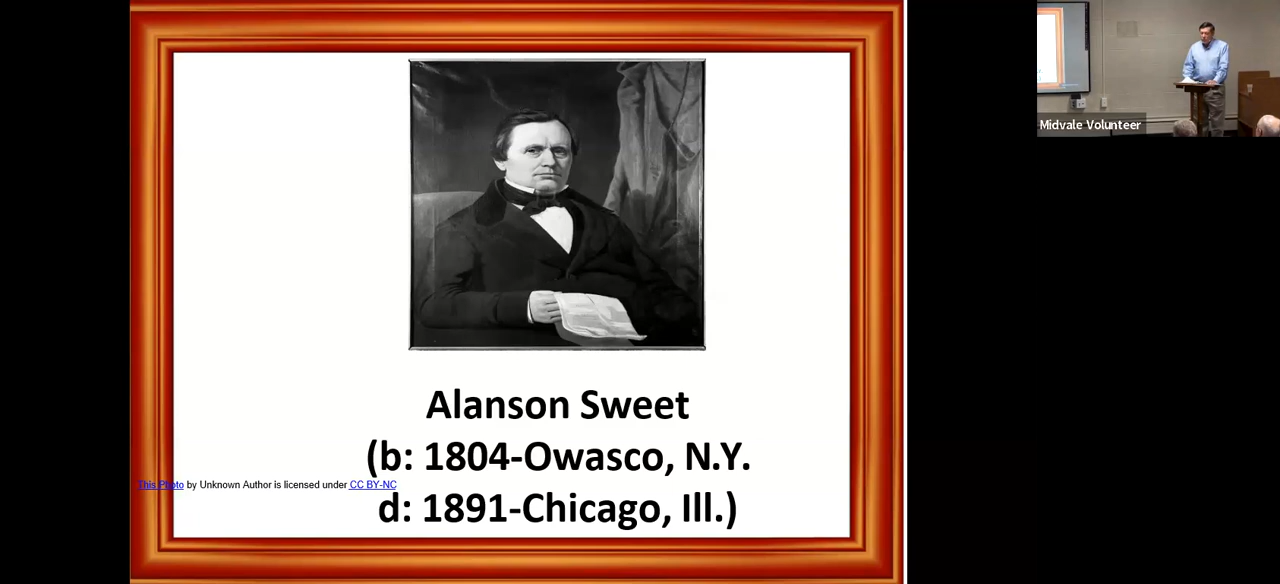 Alanson Sweet
(b: 1804-Owasco, N.Y.
This Photo by Unknown Author is licensed under CC BY-NC
d: 1891-Chicago, Ill.)
Midvale Volunteer